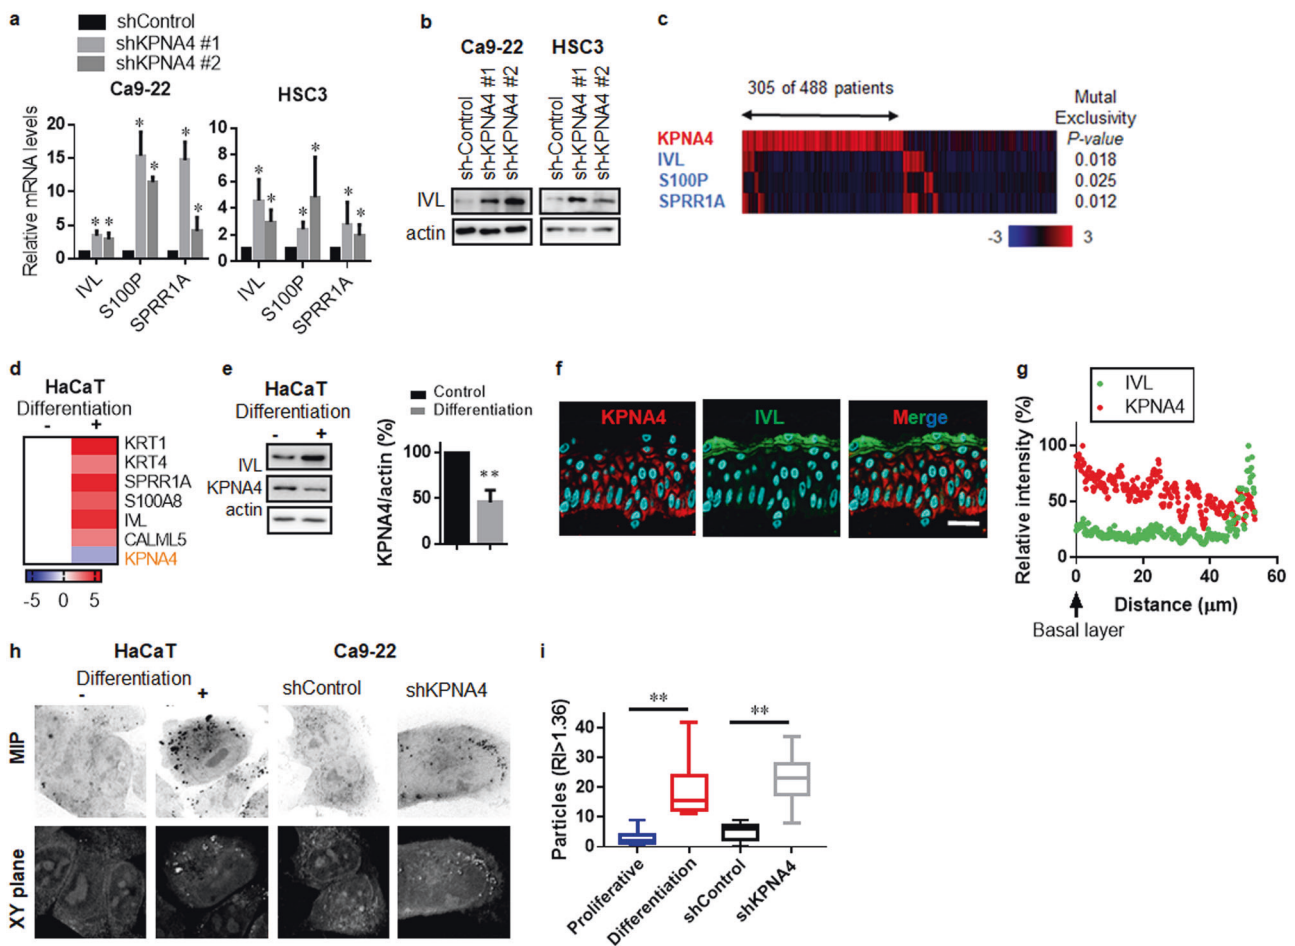 a
shControl
shKPNA4 #1
shKPNA4 #2
Ca9-22
HSC3
Relative mRNA levels
20
15
10
5
0
* * * * * *
IVL
S100P
SPRR1A
10
8
6
4
2
0
* * * * * *
IVL
S100P
SPRR1A
b
Ca9-22 HSC3
sh-Control
sh-KPNA4 #1
sh-KPNA4 #2
sh-Control
sh-KPNA4 #1
sh-KPNA4 #2
IVL
actin
c
305 of 488 patients
Mutal
Exclusivity
P-value
KPNA4
IVL 0.018
S100P 0.025
SPRR1A 0.012
-3 3
d
HaCaT
Differentiation
- +
KRT1
KRT4
SPRR1A
S100A8
IVL
CALML5
KPNA4
-5 0 5
e
HaCaT
Differentiation
- +
IVL
KPNA4
actin
Control
Differentiation
KPNA4/actin (%)
100
50
0
**
f
KPNA4 IVL Merge
g
IVL
KPNA4
Relative intensity (%)
100
50
0
0 20 40 60
Distance (μm)
Basal layer
h
HaCaT Ca9-22
Differentiation
- + shControl shKPNA4
MIP
XY plane
i
Particles (RI>1.36)
40
30
20
10
0
** **
Proliferative
Differentiation
shControl
shKPNA4